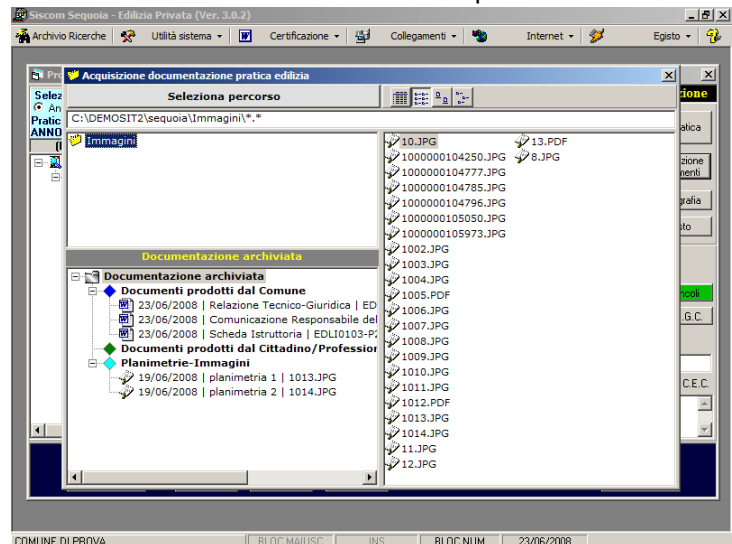 Siscom Sequoia - Edilizia Privata (Ver. 3.0.2)
Archivio Ricerche Utilità sistema Certificazione Collegamenti Internet Egisto
Acquisizione documentazione pratica edilizia
Seleziona percorso
C:\DEMOSIT2\sequoia\Immagini\*.*
Immagini
10.JPG
1000000104250.JPG
1000000104777.JPG
1000000104785.JPG
1000000104796.JPG
1000000105050.JPG
1000000105973.JPG
1002.JPG
1003.JPG
1004.JPG
1005.PDF
1006.JPG
1007.JPG
1008.JPG
1009.JPG
1010.JPG
1011.JPG
1012.PDF
1013.JPG
1014.JPG
11.JPG
12.JPG
13.PDF
8.JPG
Documentazione archiviata
Documentazione archiviata
Documenti prodotti dal Comune
23/06/2008 | Relazione Tecnico-Giuridica | ED
23/06/2008 | Comunicazione Responsabile del
23/06/2008 | Scheda Istruttoria | EDLI0103-P2
Documenti prodotti dal Cittadino/Profession
Planimetrie-Immagini
19/06/2008 | planimetria 1 | 1013.JPG
19/06/2008 | planimetria 2 | 1014.JPG
Pro
Selez
An
Pratic
ANNO
ione
atica
zione
menti
grafia
sto
ncoli
.G.C.
C.E.C.
COMUNE DI PROVA BLOC MAIUSC INS BLOC NUM 23/06/2008